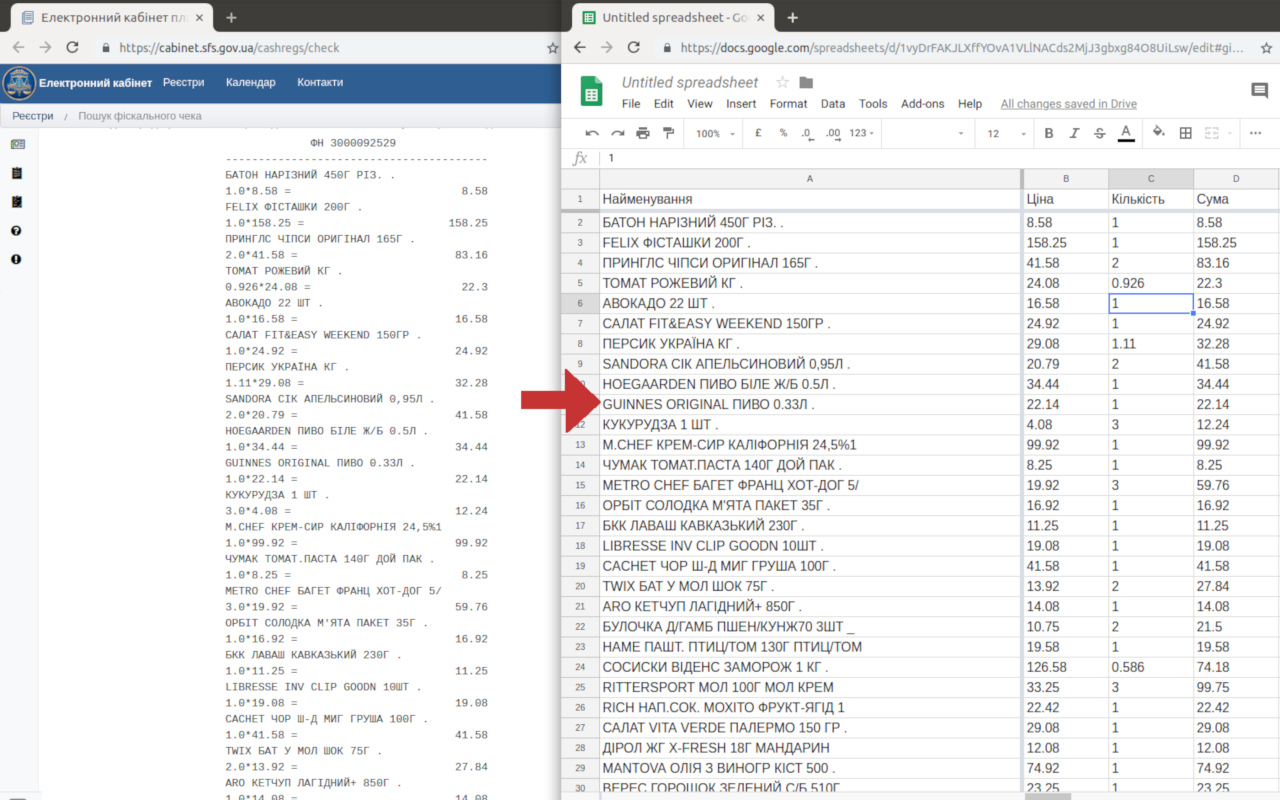 Електронний кабінет пл
https://cabinet.sfs.gov.ua/cashregs/check
Електронний кабінет Реєстри Календар Контакти
Реєстри / Пошук фіскального чека
ФН 3000092529
----------------------------------------
БАТОН НАРІЗНИЙ 450Г РІЗ. .
1.0*8.58 = 8.58
FELIX ФІСТАШКИ 200Г .
1.0*158.25 = 158.25
ПРИНГЛС ЧІПСИ ОРИГІНАЛ 165Г .
2.0*41.58 = 83.16
ТОМАТ РОЖЕВИЙ КГ .
0.926*24.08 = 22.3
АВОКАДО 22 ШТ .
1.0*16.58 = 16.58
САЛАТ FIT&EASY WEEKEND 150ГР .
1.0*24.92 = 24.92
ПЕРСИК УКРАЇНА КГ .
1.11*29.08 = 32.28
SANDORA СІК АПЕЛЬСИНОВИЙ 0,95Л .
2.0*20.79 = 41.58
HOEGAARDEN ПИВО БІЛЕ Ж/Б 0.5Л .
1.0*34.44 = 34.44
GUINNES ORIGINAL ПИВО 0.33Л .
1.0*22.14 = 22.14
КУКУРУДЗА 1 ШТ .
3.0*4.08 = 12.24
M.CHEF КРЕМ-СИР КАЛІФОРНІЯ 24,5%1
1.0*99.92 = 99.92
ЧУМАК ТОМАТ.ПАСТА 140Г ДОЙ ПАК .
1.0*8.25 = 8.25
METRO CHEF БАГЕТ ФРАНЦ ХОТ-ДОГ 5/
3.0*19.92 = 59.76
ОРБІТ СОЛОДКА М'ЯТА ПАКЕТ 35Г .
1.0*16.92 = 16.92
БКК ЛАВАШ КАВКАЗЬКИЙ 230Г .
1.0*11.25 = 11.25
LIBRESSE INV CLIP GOODN 10ШТ .
1.0*19.08 = 19.08
САСНЕТ ЧОР Ш-Д МИГ ГРУША 100Г .
1.0*41.58 = 41.58
TWIX БАТ У МОЛ ШОК 75Г .
2.0*13.92 = 27.84
ARO КЕТЧУП ЛАГІДНИЙ+ 850Г .
1.0*14.08 = 14.08
Untitled spreadsheet - Go
https://docs.google.com/spreadsheets/d/1vyDrFAKJLXffYOvA1VLlNACds2MjJ3gbxg84O8UiLsw/edit#gi...
Untitled spreadsheet
File Edit View Insert Format Data Tools Add-ons Help All changes saved in Drive
100% £ % .0 .00 123 12 B I S A
fx 1
A B C D
1 Найменування Ціна Кількість Сума
2 БАТОН НАРІЗНИЙ 450Г РІЗ. . 8.58 1 8.58
3 FELIX ФІСТАШКИ 200Г . 158.25 1 158.25
4 ПРИНГЛС ЧІПСИ ОРИГІНАЛ 165Г . 41.58 2 83.16
5 ТОМАТ РОЖЕВИЙ КГ . 24.08 0.926 22.3
6 АВОКАДО 22 ШТ . 16.58 1 16.58
7 САЛАТ FIT&EASY WEEKEND 150ГР . 24.92 1 24.92
8 ПЕРСИК УКРАЇНА КГ . 29.08 1.11 32.28
9 SANDORA СІК АПЕЛЬСИНОВИЙ 0,95Л . 20.79 2 41.58
HOEGAARDEN ПИВО БІЛЕ Ж/Б 0.5Л . 34.44 1 34.44
GUINNES ORIGINAL ПИВО 0.33Л . 22.14 1 22.14
12 КУКУРУДЗА 1 ШТ . 4.08 3 12.24
13 M.CHEF КРЕМ-СИР КАЛІФОРНІЯ 24,5%1 99.92 1 99.92
14 ЧУМАК ТОМАТ.ПАСТА 140Г ДОЙ ПАК . 8.25 1 8.25
15 METRO CHEF БАГЕТ ФРАНЦ ХОТ-ДОГ 5/ 19.92 3 59.76
16 ОРБІТ СОЛОДКА М'ЯТА ПАКЕТ 35Г . 16.92 1 16.92
17 БКК ЛАВАШ КАВКАЗЬКИЙ 230Г . 11.25 1 11.25
18 LIBRESSE INV CLIP GOODN 10ШТ . 19.08 1 19.08
19 САСНЕТ ЧОР Ш-Д МИГ ГРУША 100Г . 41.58 1 41.58
20 TWIX БАТ У МОЛ ШОК 75Г . 13.92 2 27.84
21 ARO КЕТЧУП ЛАГІДНИЙ+ 850Г . 14.08 1 14.08
22 БУЛОЧКА Д/ГАМБ ПШЕН/КУНЖ70 3ШТ _ 10.75 2 21.5
23 НАМЕ ПАШТ. ПТИЦ/ТОМ 130Г ПТИЦ/ТОМ 19.58 1 19.58
24 СОСИСКИ ВІДЕНС ЗАМОРОЖ 1 КГ . 126.58 0.586 74.18
25 RITTERSPORT МОЛ 100Г МОЛ КРЕМ 33.25 3 99.75
26 RICH НАП.СОК. МОХІТО ФРУКТ-ЯГІД 1 22.42 1 22.42
27 САЛАТ VITA VERDE ПАЛЕРМО 150 ГР . 29.08 1 29.08
28 ДІРОЛ ЖГ X-FRESH 18Г МАНДАРИН 12.08 1 12.08
29 MANTOVA ОЛІЯ З ВИНОГР КІСТ 500 . 74.92 1 74.92
30 ВЕРЕС ГОРОШОК ЗЕЛЕНИЙ С/Б 510Г 23.25 1 23.25